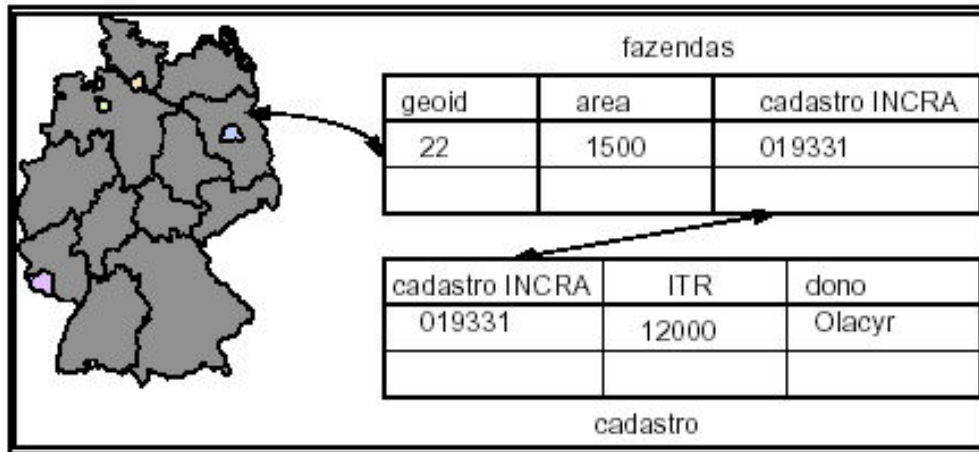 fazendas
geoid area cadastro INCRA
22 1500 019331
cadastro INCRA ITR dono
019331 12000 Olacyr
cadastro